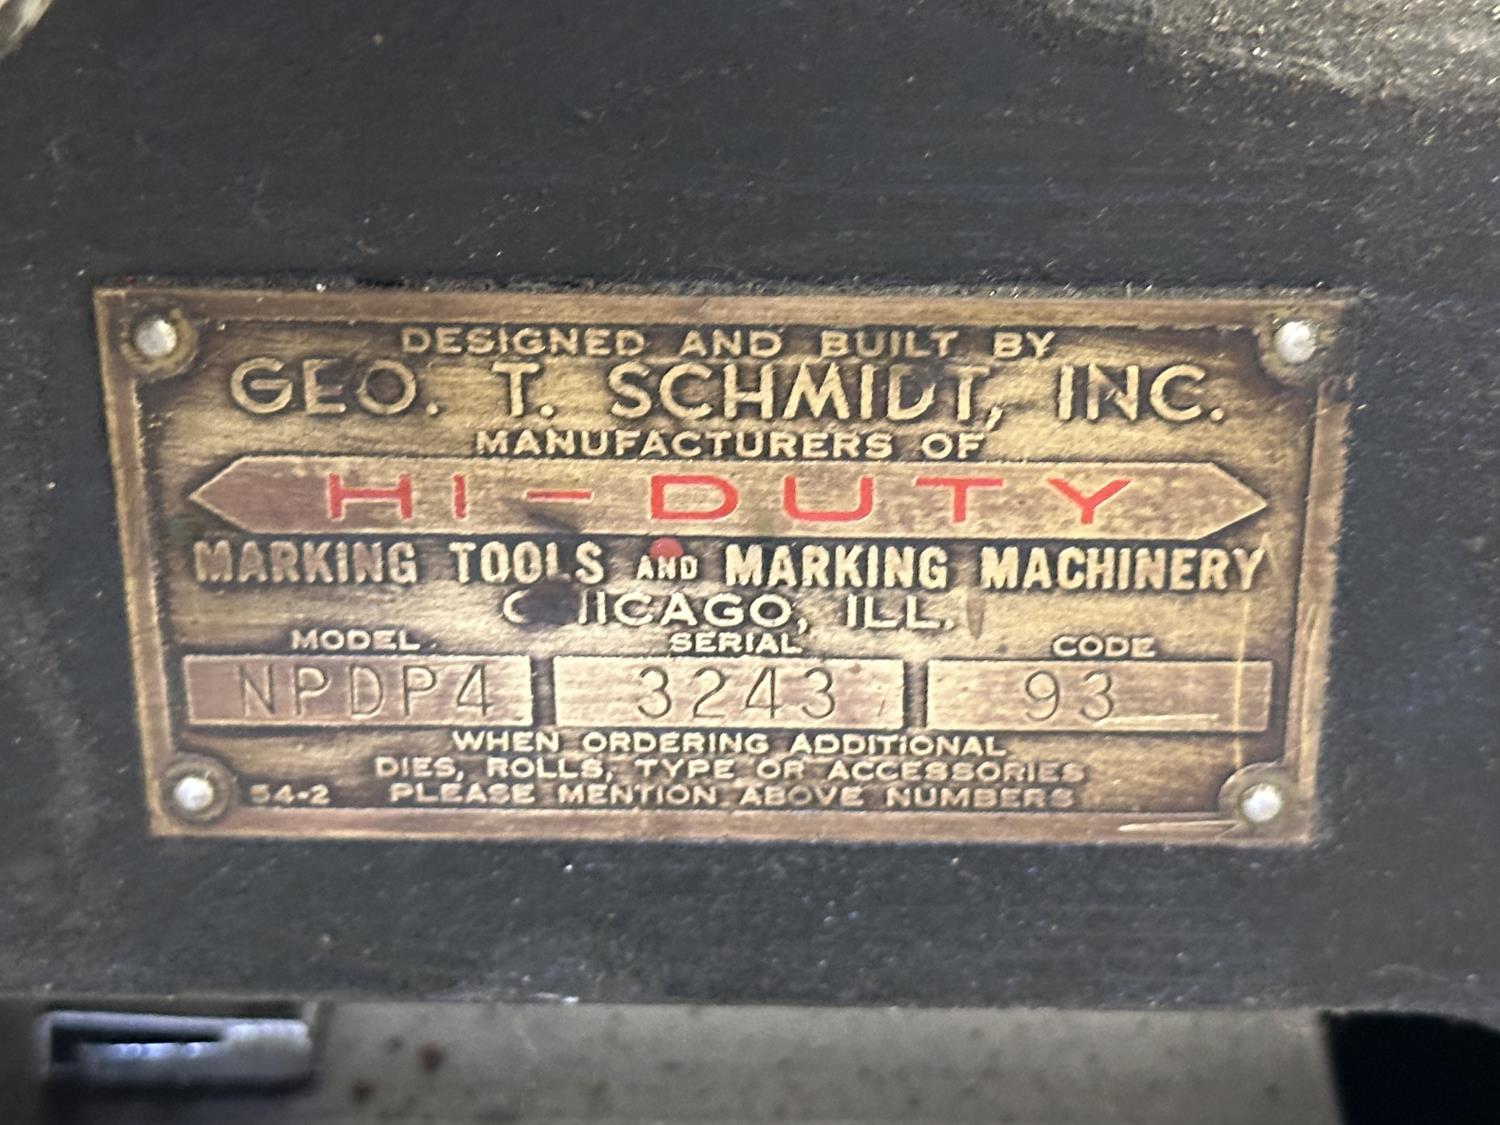 DESIGNED AND BUILT BY
GEO. T. SCHMIDT, INC.
MANUFACTURERS OF
HI-DUTY
MARKING TOOLS AND MARKING MACHINERY
CHICAGO, ILL.
MODEL SERIAL CODE
NPDP4 3243 93
WHEN ORDERING ADDITIONAL
DIES, ROLLS, TYPE OR ACCESSORIES
54-2 PLEASE MENTION ABOVE NUMBERS